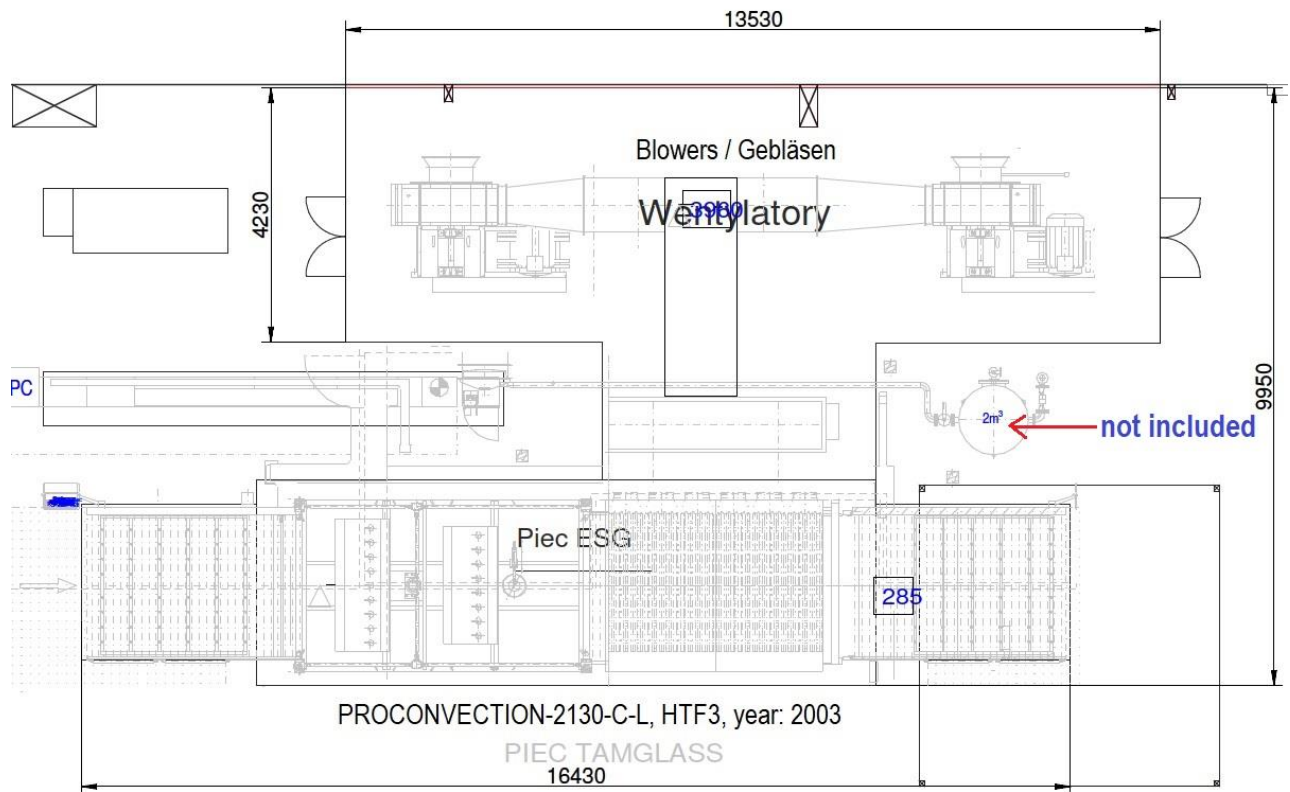 13530
Blowers / Gebläsen
3980
Wentylatory
4230
9950
PC
2m³
not included
Piec ESG
285
PROCONVECTION-2130-C-L, HTF3, year: 2003
PIEC TAMGLASS
16430